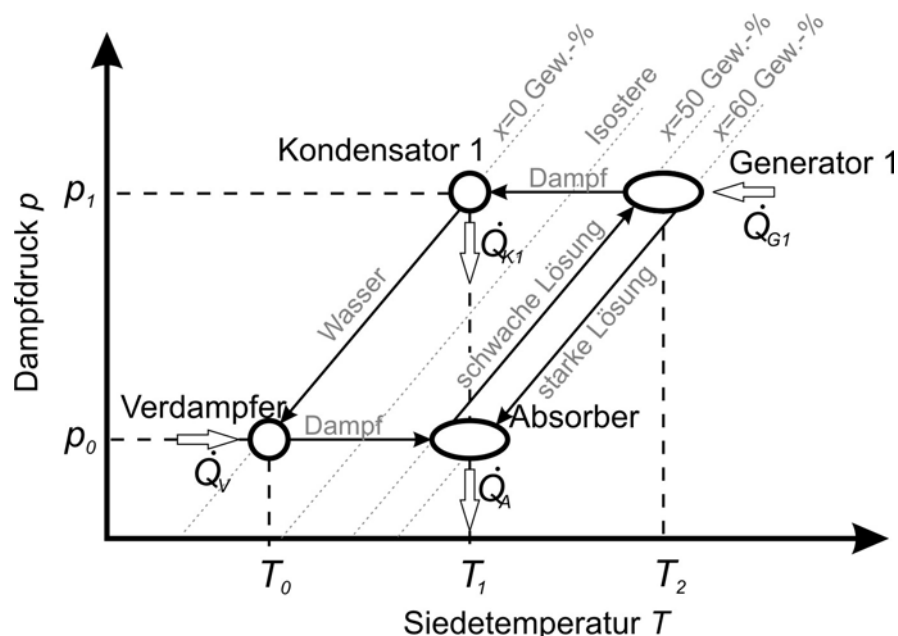 x=0 Gew.-%
Isostere
x=50 Gew.-%
x=60 Gew.-%
Kondensator 1
Dampf
Generator 1
p₁
Q̇K1
Q̇G1
Dampfdruck p
Wasser
schwache Lösung
starke Lösung
Verdampfer
Dampf
Absorber
p₀
Q̇V
Q̇A
T₀
T₁
T₂
Siedetemperatur T